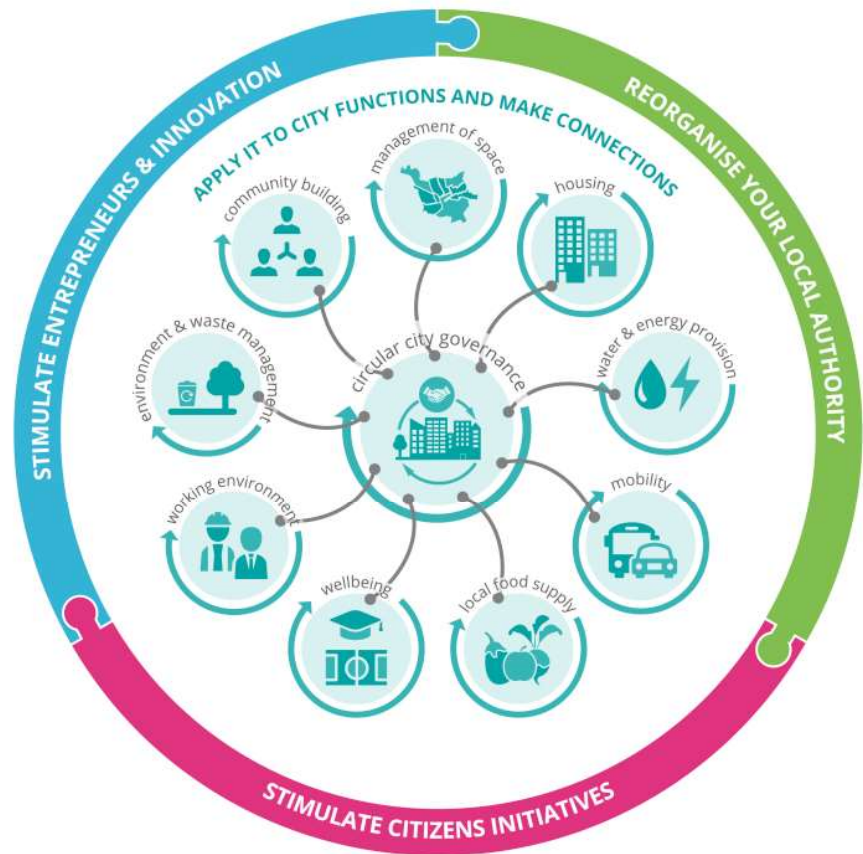 STIMULATE ENTREPRENEURS & INNOVATION
REORGANISE YOUR LOCAL AUTHORITY
APPLY IT TO CITY FUNCTIONS AND MAKE CONNECTIONS
management of space
community building
housing
environment & waste management
circular city governance
water & energy provision
working environment
mobility
wellbeing
local food supply
STIMULATE CITIZENS INITIATIVES